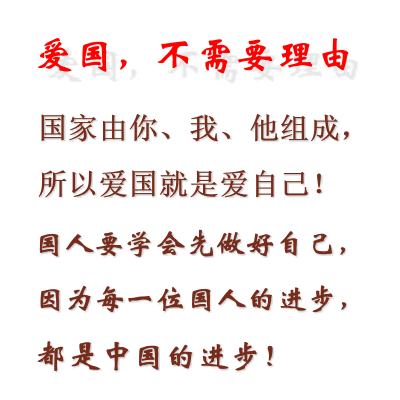 爱国，不需要理由
国家由你、我、他组成，
所以爱国就是爱自己！
国人要学会先做好自己，
因为每一位国人的进步，
都是中国的进步！